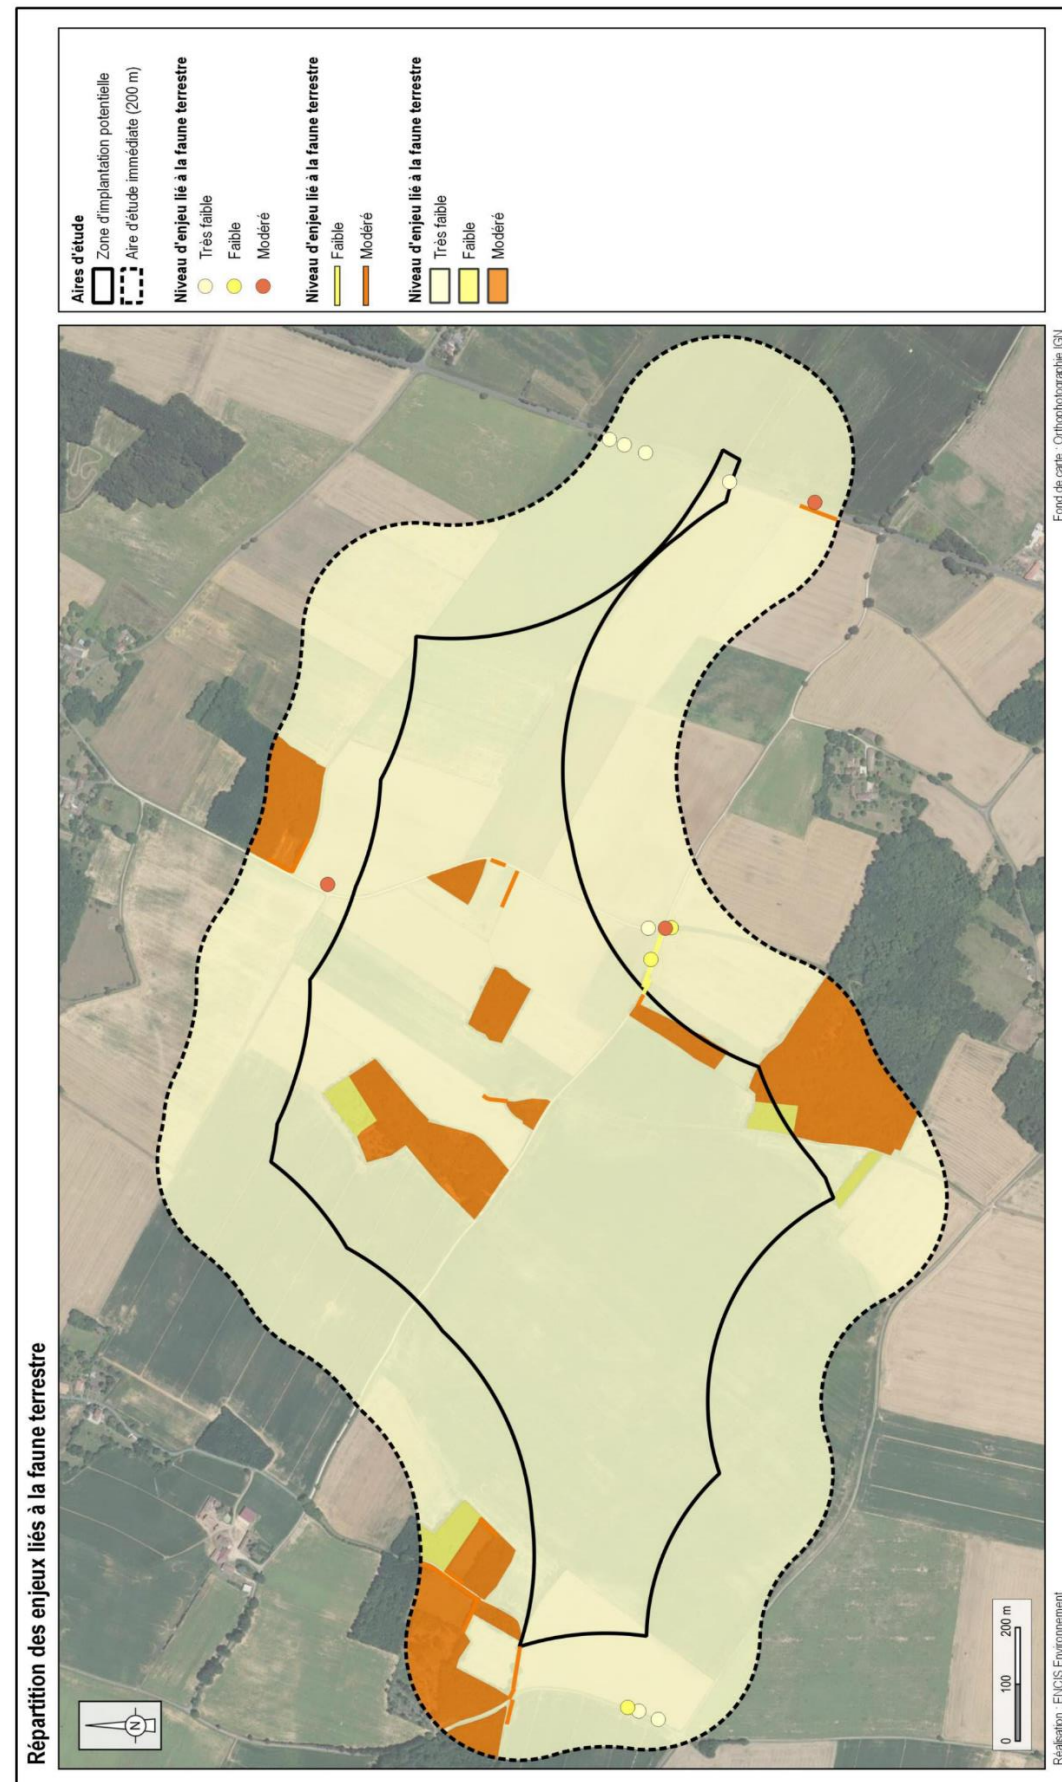 Répartition des enjeux liés à la faune terrestre
N
0 100 200 m
Aires d'étude
Zone d'implantation potentielle
Aire d'étude immédiate (200 m)
Niveau d'enjeu lié à la faune terrestre
Très faible
Faible
Modéré
Niveau d'enjeu lié à la faune terrestre
Faible
Modéré
Niveau d'enjeu lié à la faune terrestre
Très faible
Faible
Modéré
Réalisation : ENCIS Environnement
Fond de carte : Orthophotographie IGN